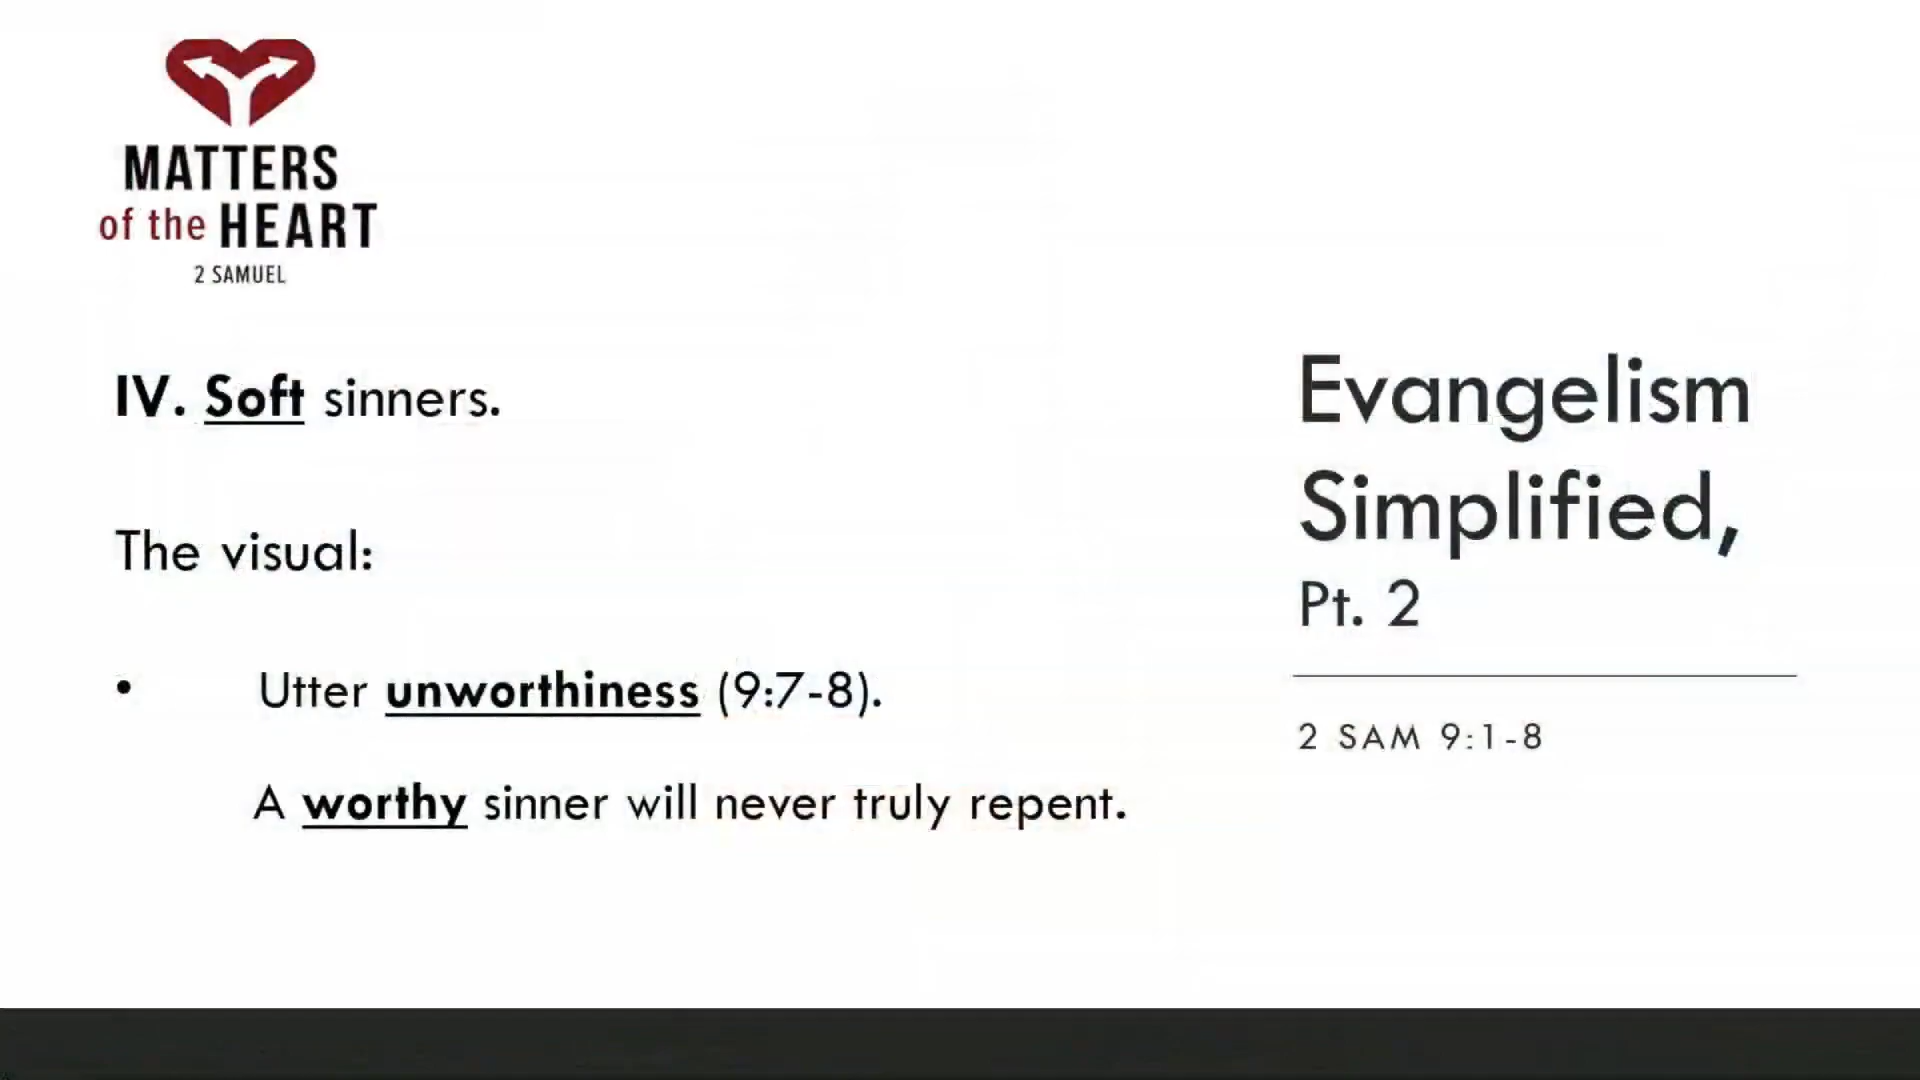 MATTERS
of the HEART
2 SAMUEL
IV. Soft sinners.
The visual:
• Utter unworthiness (9:7-8).
A worthy sinner will never truly repent.
Evangelism
Simplified,
Pt. 2
2 SAM 9:1-8